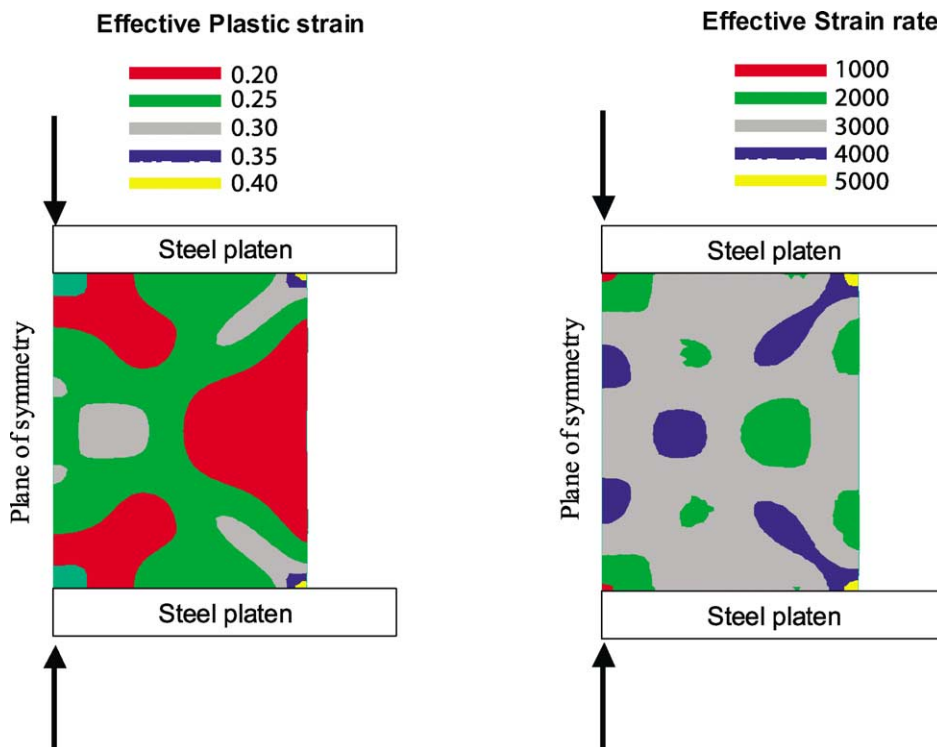 Effective Plastic strain
0.20
0.25
0.30
0.35
0.40
Steel platen
Plane of symmetry
Steel platen
Effective Strain rate
1000
2000
3000
4000
5000
Steel platen
Plane of symmetry
Steel platen